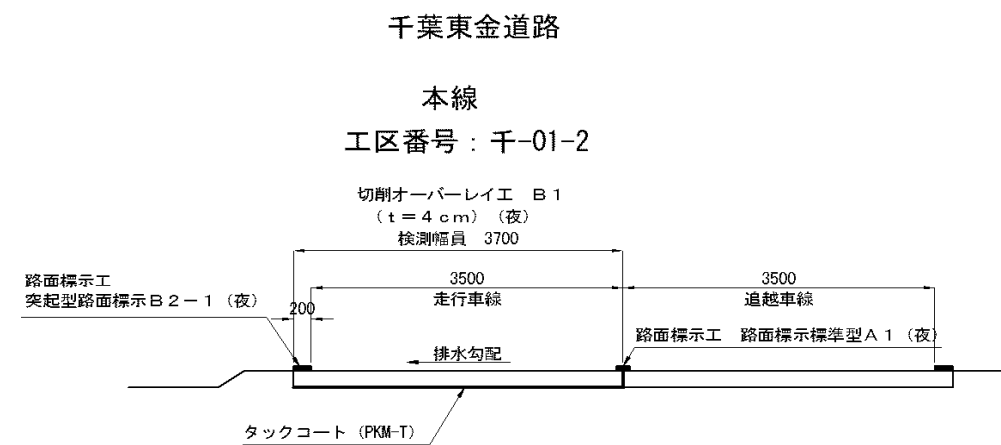 千葉東金道路
本線
工区番号：千-01-2
切削オーバーレイ工　Ｂ１
（ｔ＝４ｃｍ）（夜）
検測幅員　3700
路面標示工
突起型路面標示Ｂ２－１（夜）
200
3500
走行車線
3500
追越車線
路面標示工　路面標示標準型Ａ１（夜）
排水勾配
タックコート（PKM-T）